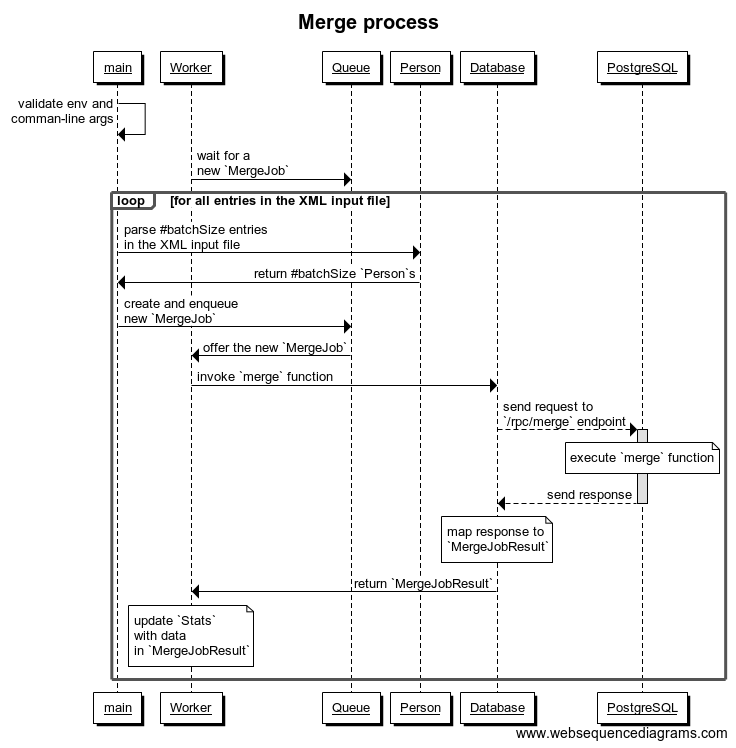 Merge process
main
Worker
Queue
Person
Database
PostgreSQL
validate env and
comman-line args
wait for a
new `MergeJob`
loop
[for all entries in the XML input file]
parse #batchSize entries
in the XML input file
return #batchSize `Person`s
create and enqueue
new `MergeJob`
offer the new `MergeJob`
invoke `merge` function
send request to
`/rpc/merge` endpoint
execute `merge` function
send response
map response to
`MergeJobResult`
return `MergeJobResult`
update `Stats`
with data
in `MergeJobResult`
main
Worker
Queue
Person
Database
PostgreSQL
www.websequencediagrams.com